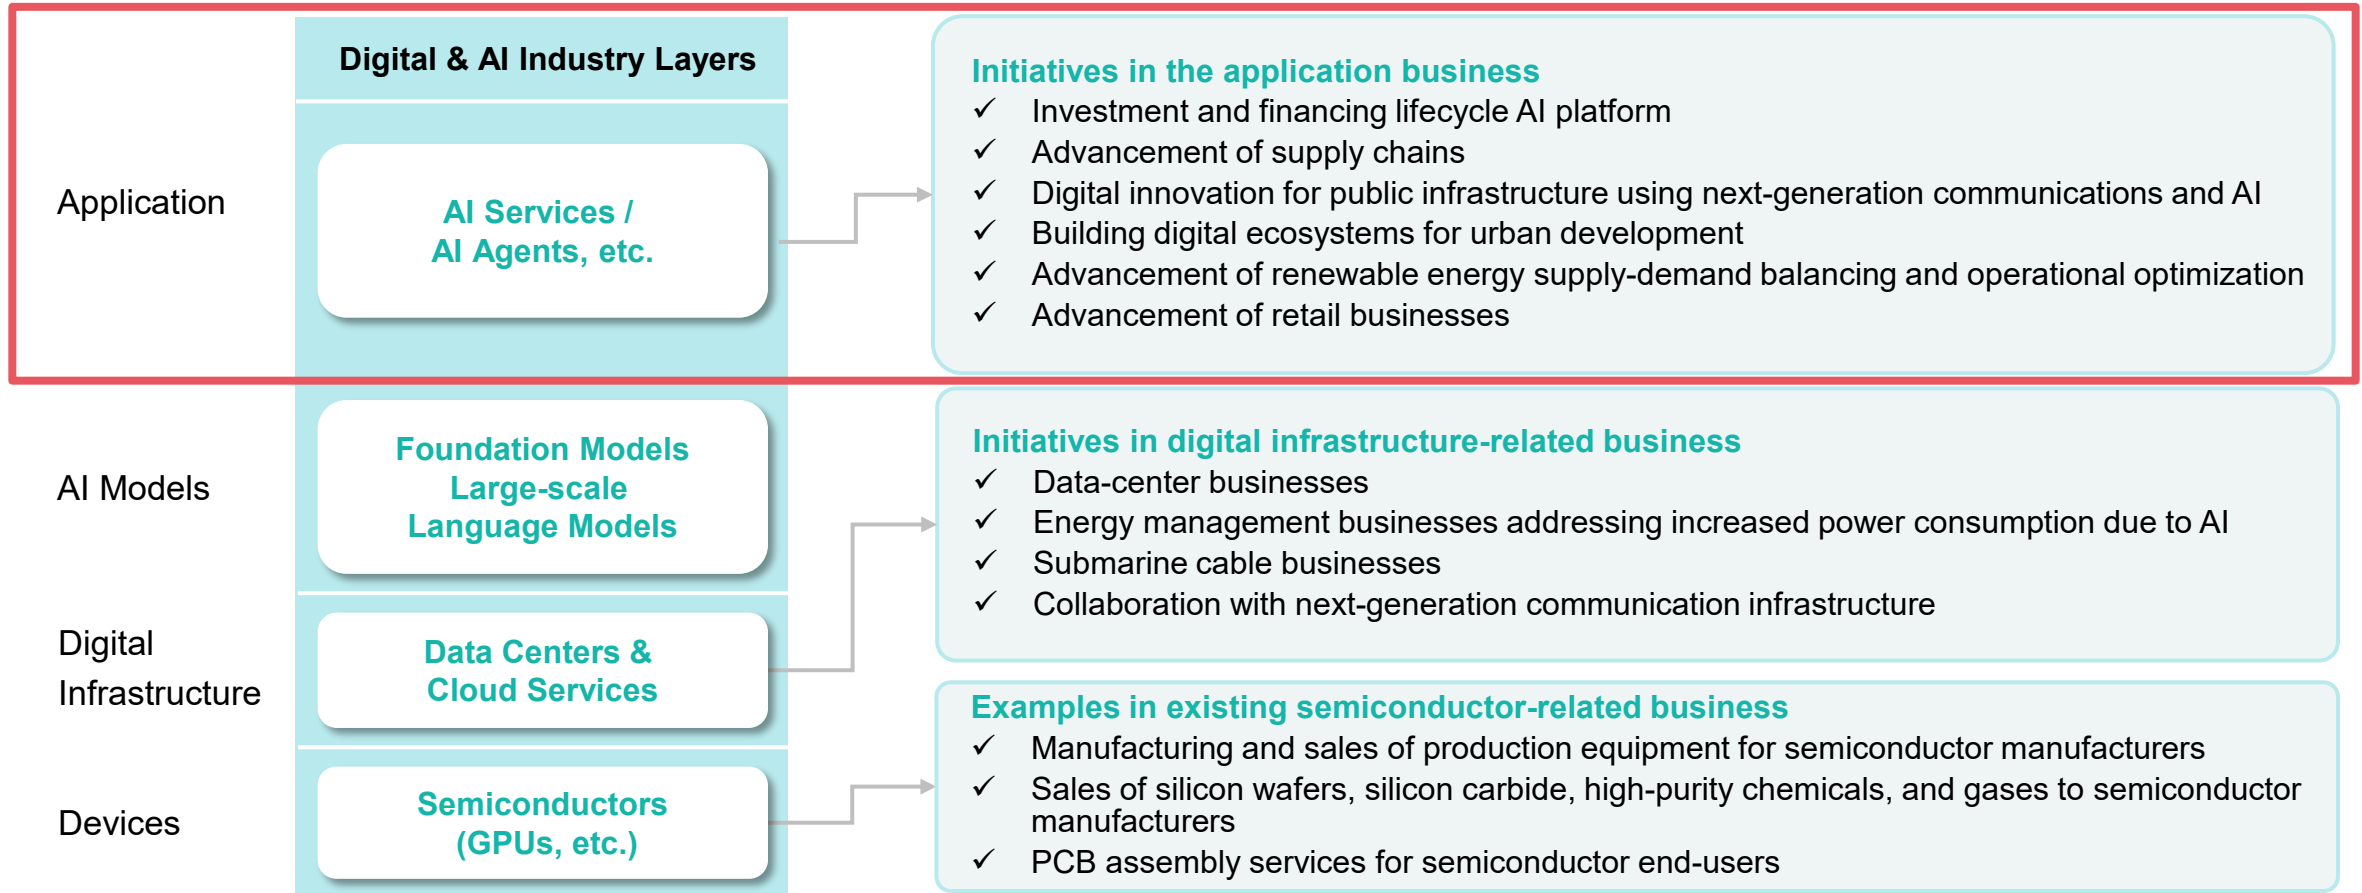 Digital & AI Industry Layers
Application
AI Services /
AI Agents, etc.
Initiatives in the application business
✓ Investment and financing lifecycle AI platform
✓ Advancement of supply chains
✓ Digital innovation for public infrastructure using next-generation communications and AI
✓ Building digital ecosystems for urban development
✓ Advancement of renewable energy supply-demand balancing and operational optimization
✓ Advancement of retail businesses
AI Models
Foundation Models
Large-scale
Language Models
Digital
Infrastructure
Data Centers &
Cloud Services
Initiatives in digital infrastructure-related business
✓ Data-center businesses
✓ Energy management businesses addressing increased power consumption due to AI
✓ Submarine cable businesses
✓ Collaboration with next-generation communication infrastructure
Devices
Semiconductors
(GPUs, etc.)
Examples in existing semiconductor-related business
✓ Manufacturing and sales of production equipment for semiconductor manufacturers
✓ Sales of silicon wafers, silicon carbide, high-purity chemicals, and gases to semiconductor
manufacturers
✓ PCB assembly services for semiconductor end-users